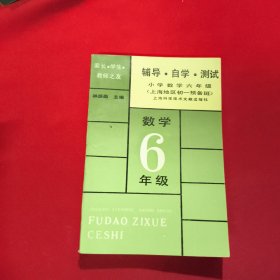 家长·学生·
教师之友
主编
辅导·自学·测试
小学数学六年级
(上海地区初一预备班)
上海科学技术文献出版社
数学
6
年级
FUDAO ZIXUE
CESHI